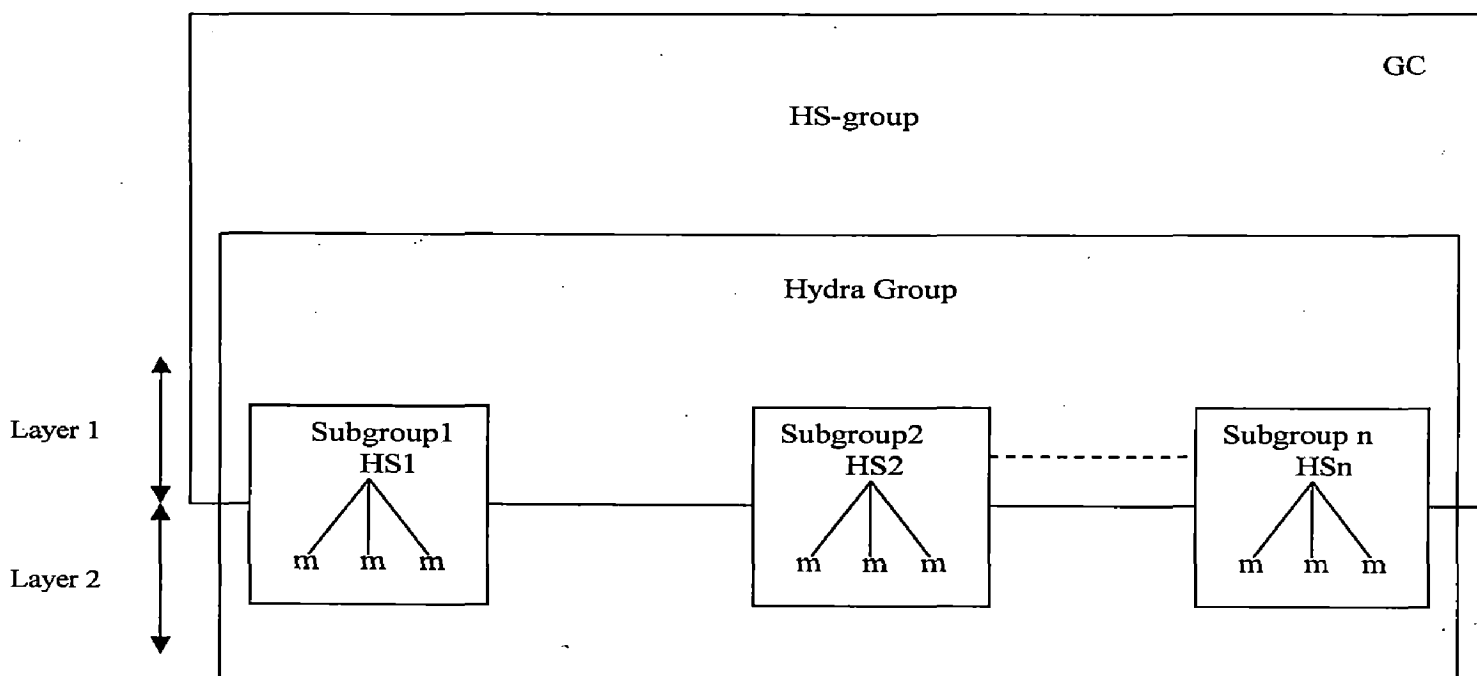 GC
HS-group
Hydra Group
Layer 1
Subgroup1
HS1
Subgroup2
HS2
Subgroup n
HSn
m m m
m m m
m m m
Layer 2